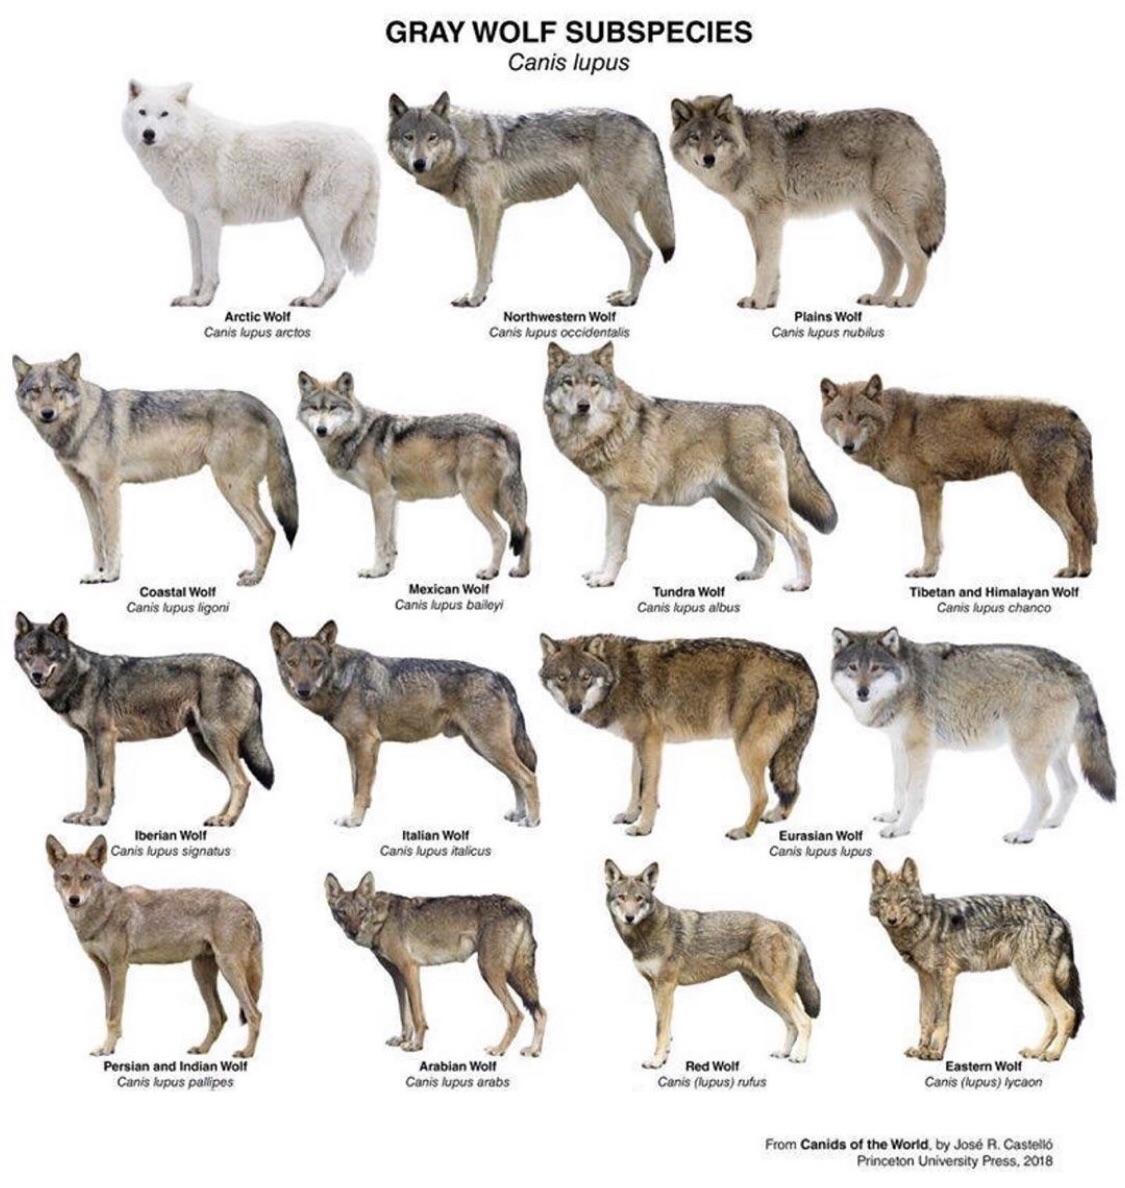 GRAY WOLF SUBSPECIES
Canis lupus
Arctic Wolf
Canis lupus arctos
Northwestern Wolf
Canis lupus occidentalis
Plains Wolf
Canis lupus nubilus
Coastal Wolf
Canis lupus ligoni
Mexican Wolf
Canis lupus baileyi
Tundra Wolf
Canis lupus albus
Tibetan and Himalayan Wolf
Canis lupus chanco
Iberian Wolf
Canis lupus signatus
Italian Wolf
Canis lupus italicus
Eurasian Wolf
Canis lupus lupus
Persian and Indian Wolf
Canis lupus pallipes
Arabian Wolf
Canis lupus arabs
Red Wolf
Canis (lupus) rufus
Eastern Wolf
Canis (lupus) lycaon
From Canids of the World, by José R. Castelló
Princeton University Press, 2018